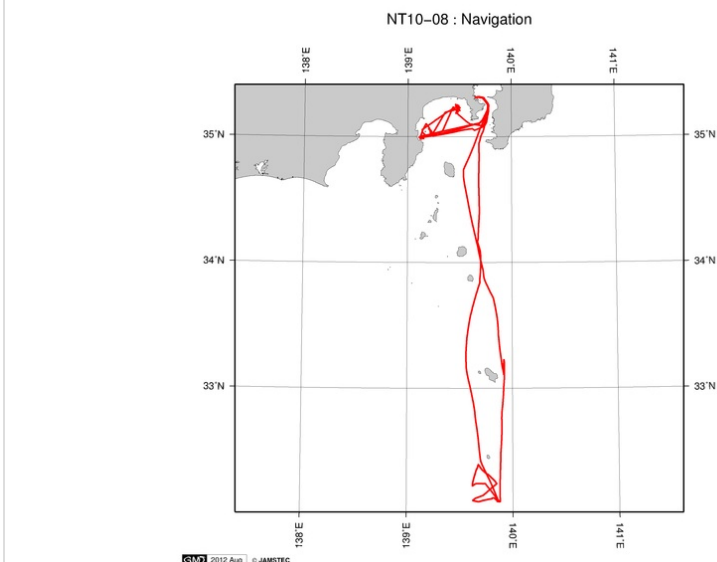 NT10−08 : Navigation
138˚E 139˚E 140˚E 141˚E
35˚N 35˚N
34˚N 34˚N
33˚N 33˚N
138˚E 139˚E 140˚E 141˚E
GMD 2012 Aug © JAMSTEC